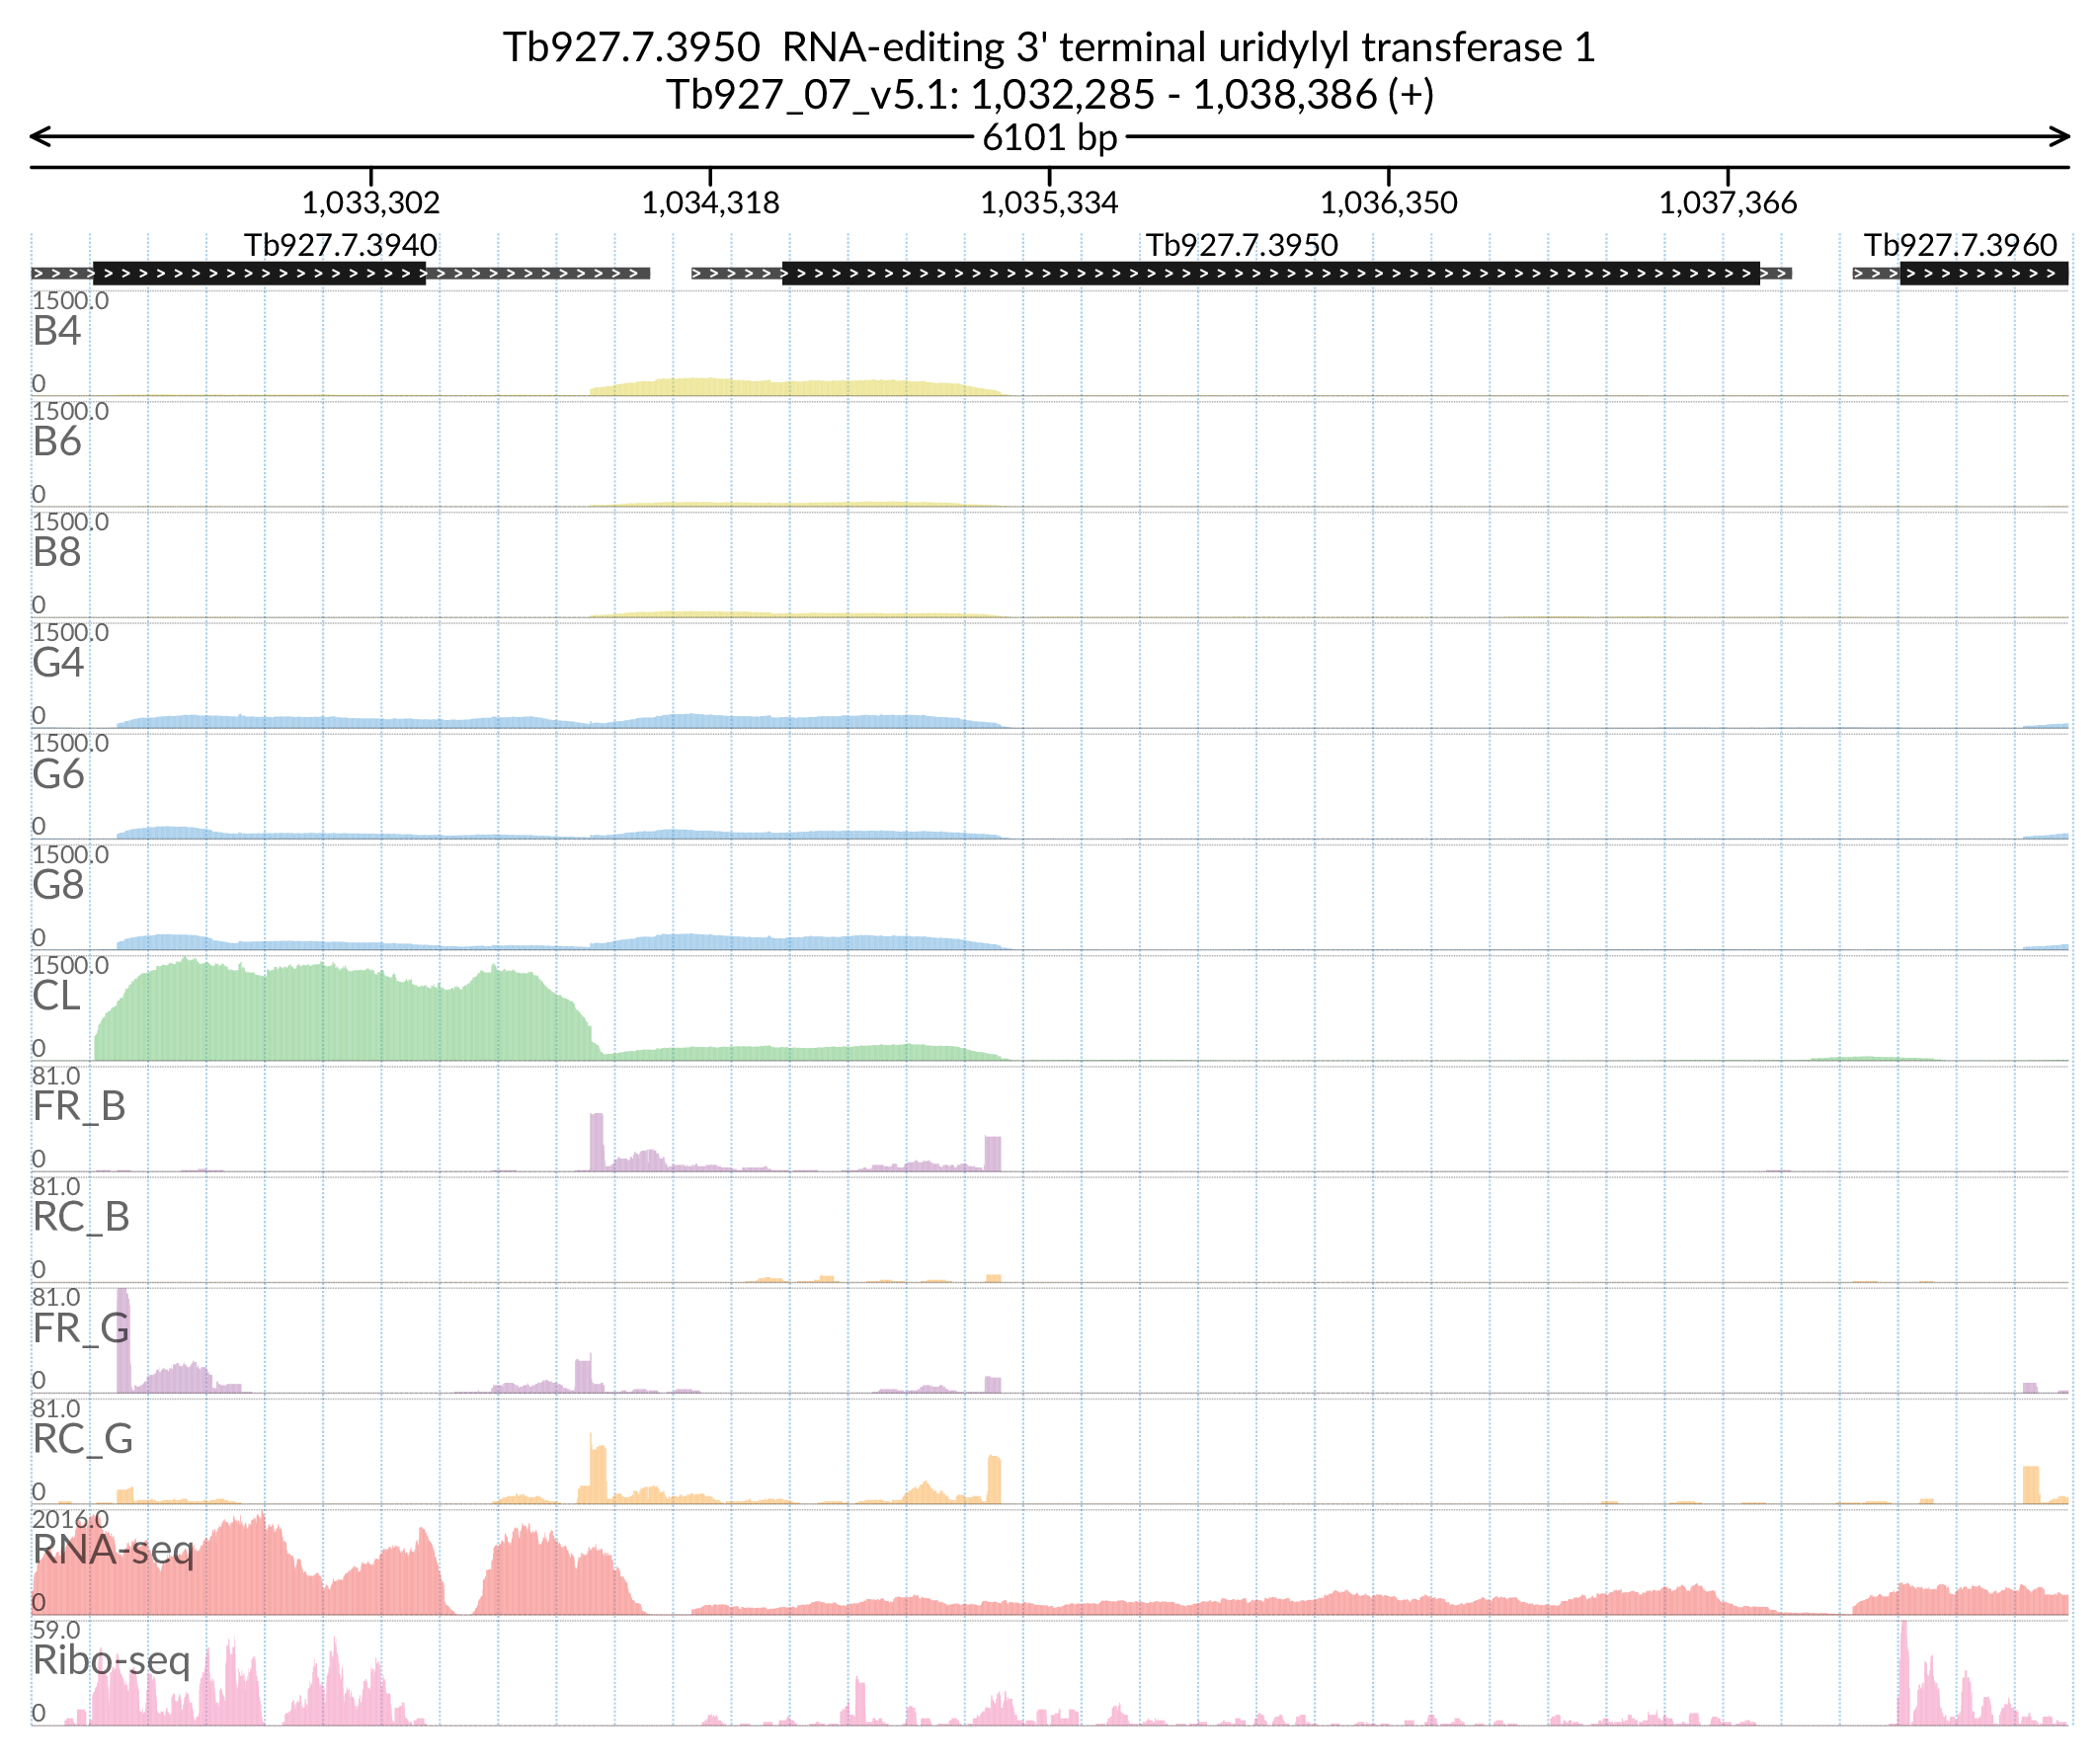 Tb927.7.3950 RNA-editing 3' terminal uridylyl transferase 1
Tb927_07_v5.1: 1,032,285 - 1,038,386 (+)
6101 bp
1,033,302 1,034,318 1,035,334 1,036,350 1,037,366
Tb927.7.3940 Tb927.7.3950 Tb927.7.3960
1500.0
B4
0
1500.0
B6
0
1500.0
B8
0
1500.0
G4
0
1500.0
G6
0
1500.0
G8
0
1500.0
CL
0
81.0
FR_B
0
81.0
RC_B
0
81.0
FR_G
0
81.0
RC_G
0
2016.0
RNA-seq
0
59.0
Ribo-seq
0